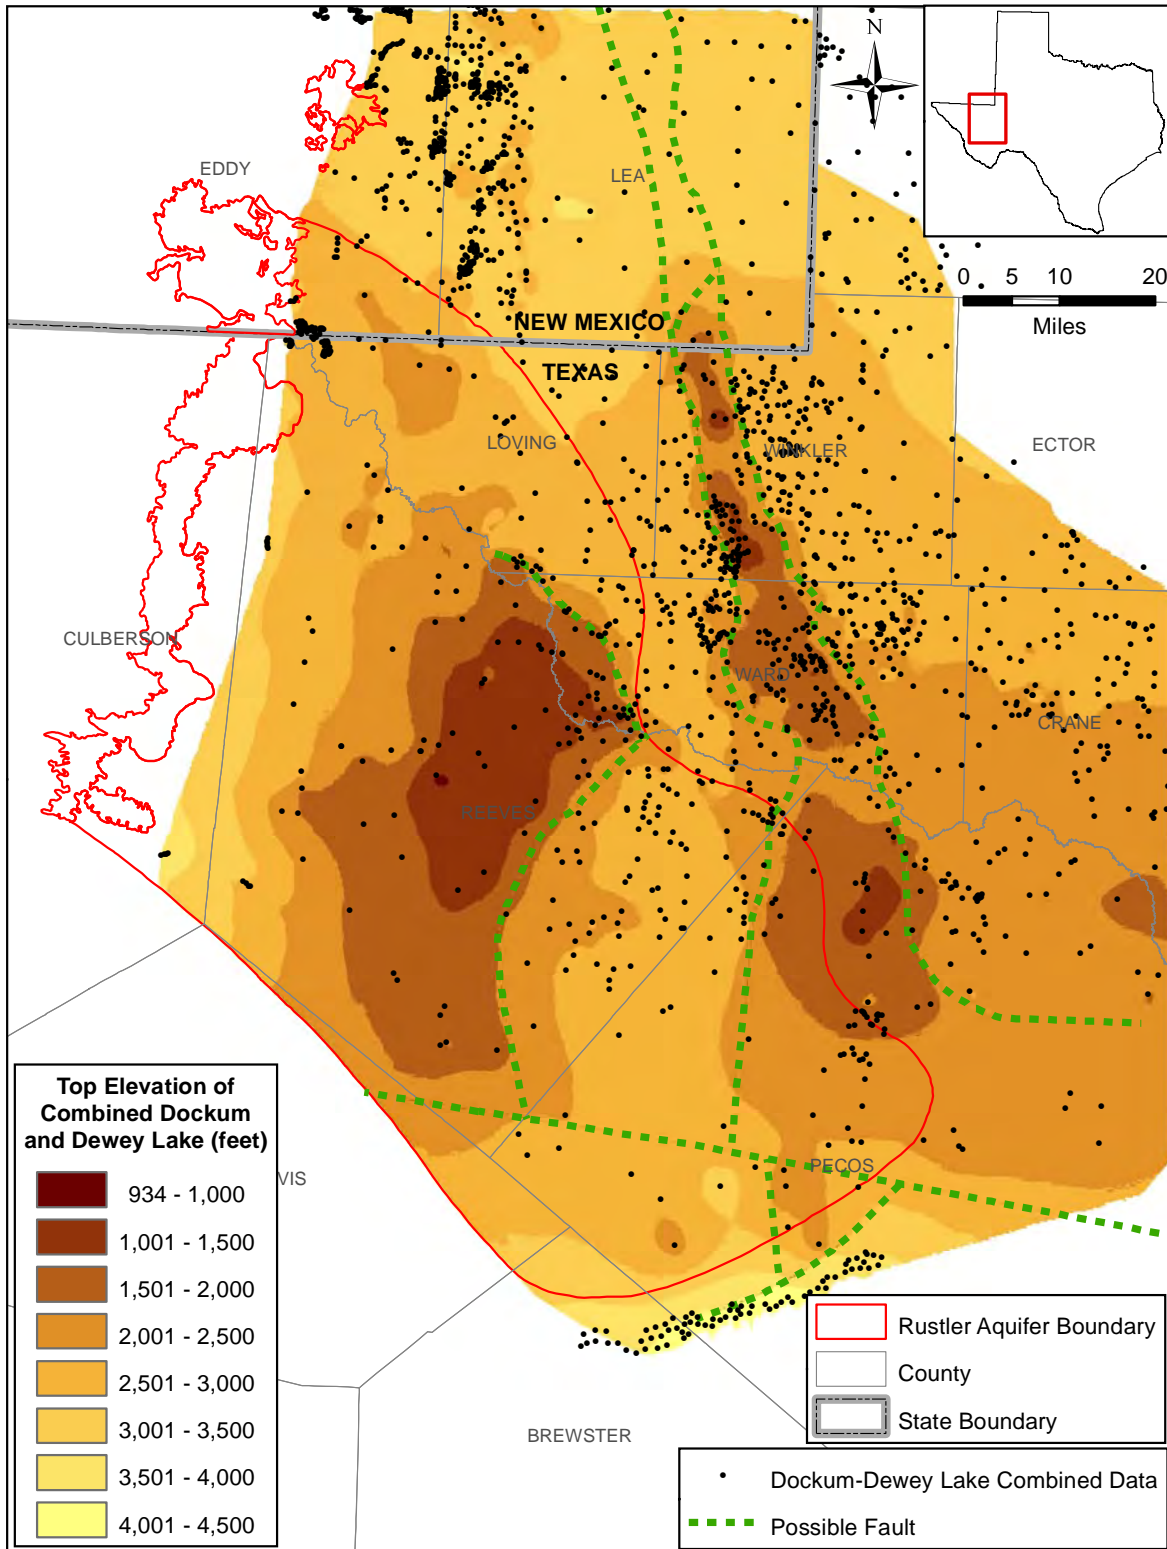 N
EDDY
LEA
0 5 10 20
Miles
NEW MEXICO
TEXAS
LOVING
WINKLER
ECTOR
CULBERSON
WARD
CRANE
REEVES
PECOS
VIS
BREWSTER
Top Elevation of
Combined Dockum
and Dewey Lake (feet)
934 - 1,000
1,001 - 1,500
1,501 - 2,000
2,001 - 2,500
2,501 - 3,000
3,001 - 3,500
3,501 - 4,000
4,001 - 4,500
Rustler Aquifer Boundary
County
State Boundary
Dockum-Dewey Lake Combined Data
Possible Fault